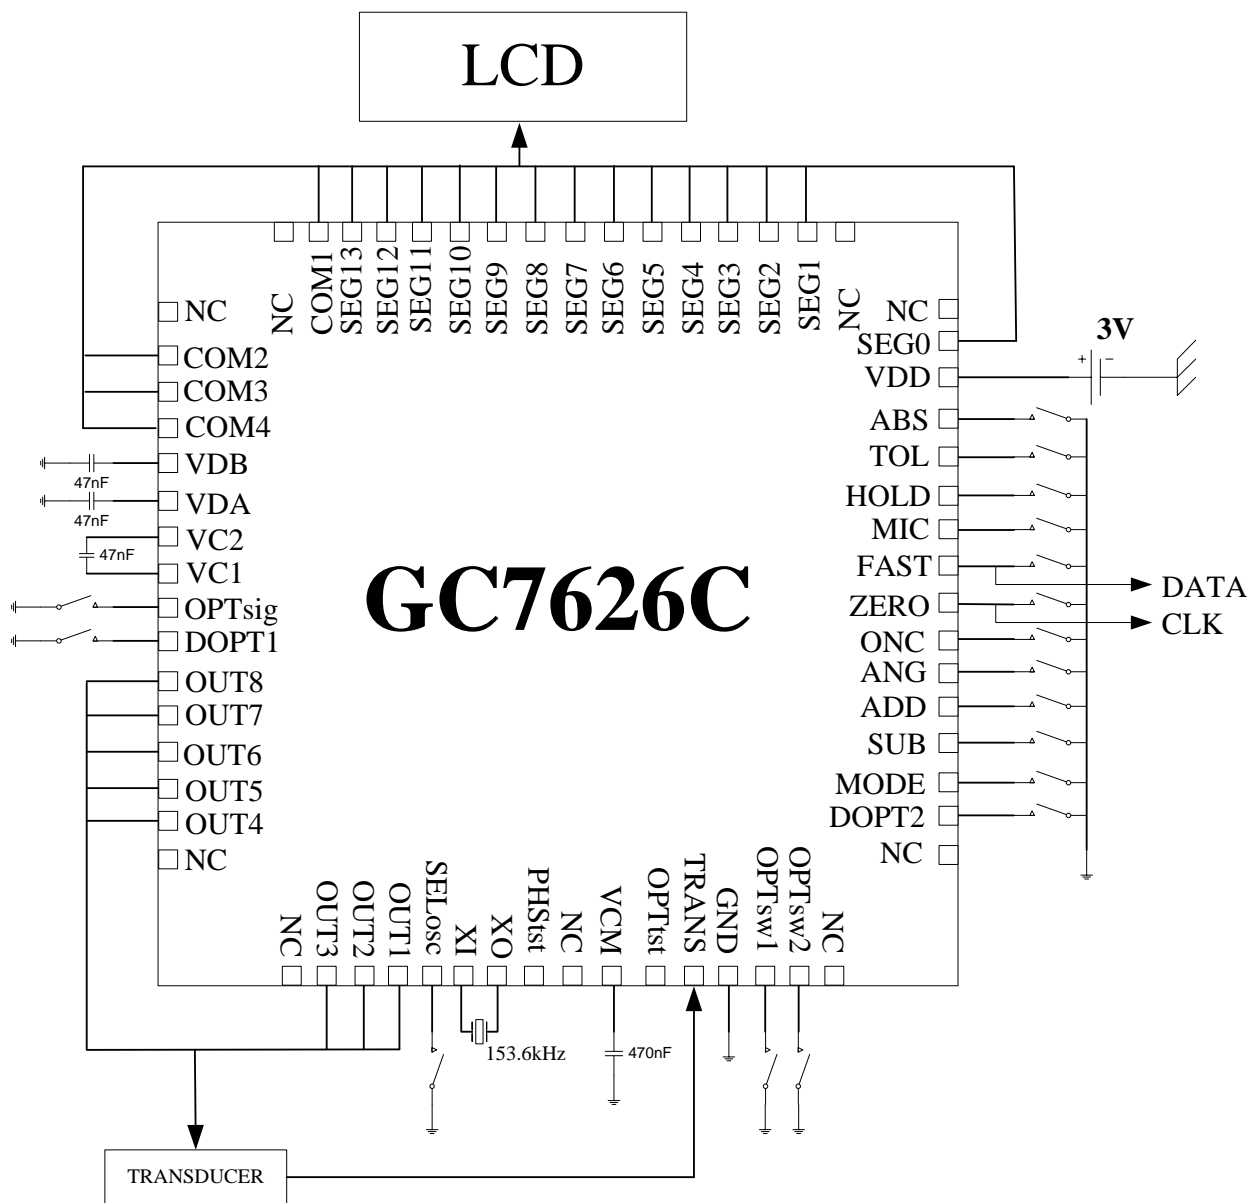 LCD
NC
COM1
SEG13
SEG12
SEG11
SEG10
SEG9
SEG8
SEG7
SEG6
SEG5
SEG4
SEG3
SEG2
SEG1
NC
NC
COM2
COM3
COM4
VDB
47nF
VDA
47nF
VC2
47nF
VC1
OPTsig
DOPT1
OUT8
OUT7
OUT6
OUT5
OUT4
NC
GC7626C
NC
SEG0
3V
+
−
VDD
ABS
TOL
HOLD
MIC
FAST
DATA
ZERO
CLK
ONC
ANG
ADD
SUB
MODE
DOPT2
NC
NC
OUT3
OUT2
OUT1
SELosc
XI
XO
PHStst
NC
VCM
OPTtst
TRANS
GND
OPTsw1
OPTsw2
NC
153.6kHz
470nF
TRANSDUCER